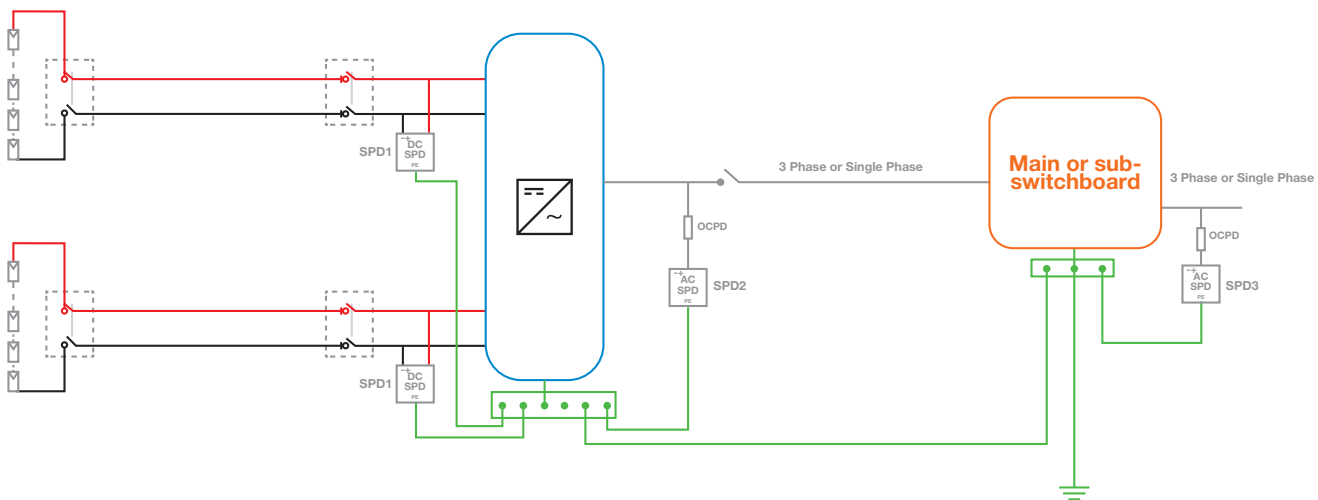 SPD1
-+
DC
SPD
PE
3 Phase or Single Phase
OCPD
-+
AC
SPD
PE
SPD2
Main or sub-
switchboard
3 Phase or Single Phase
OCPD
-+
AC
SPD
PE
SPD3
SPD1
-+
DC
SPD
PE